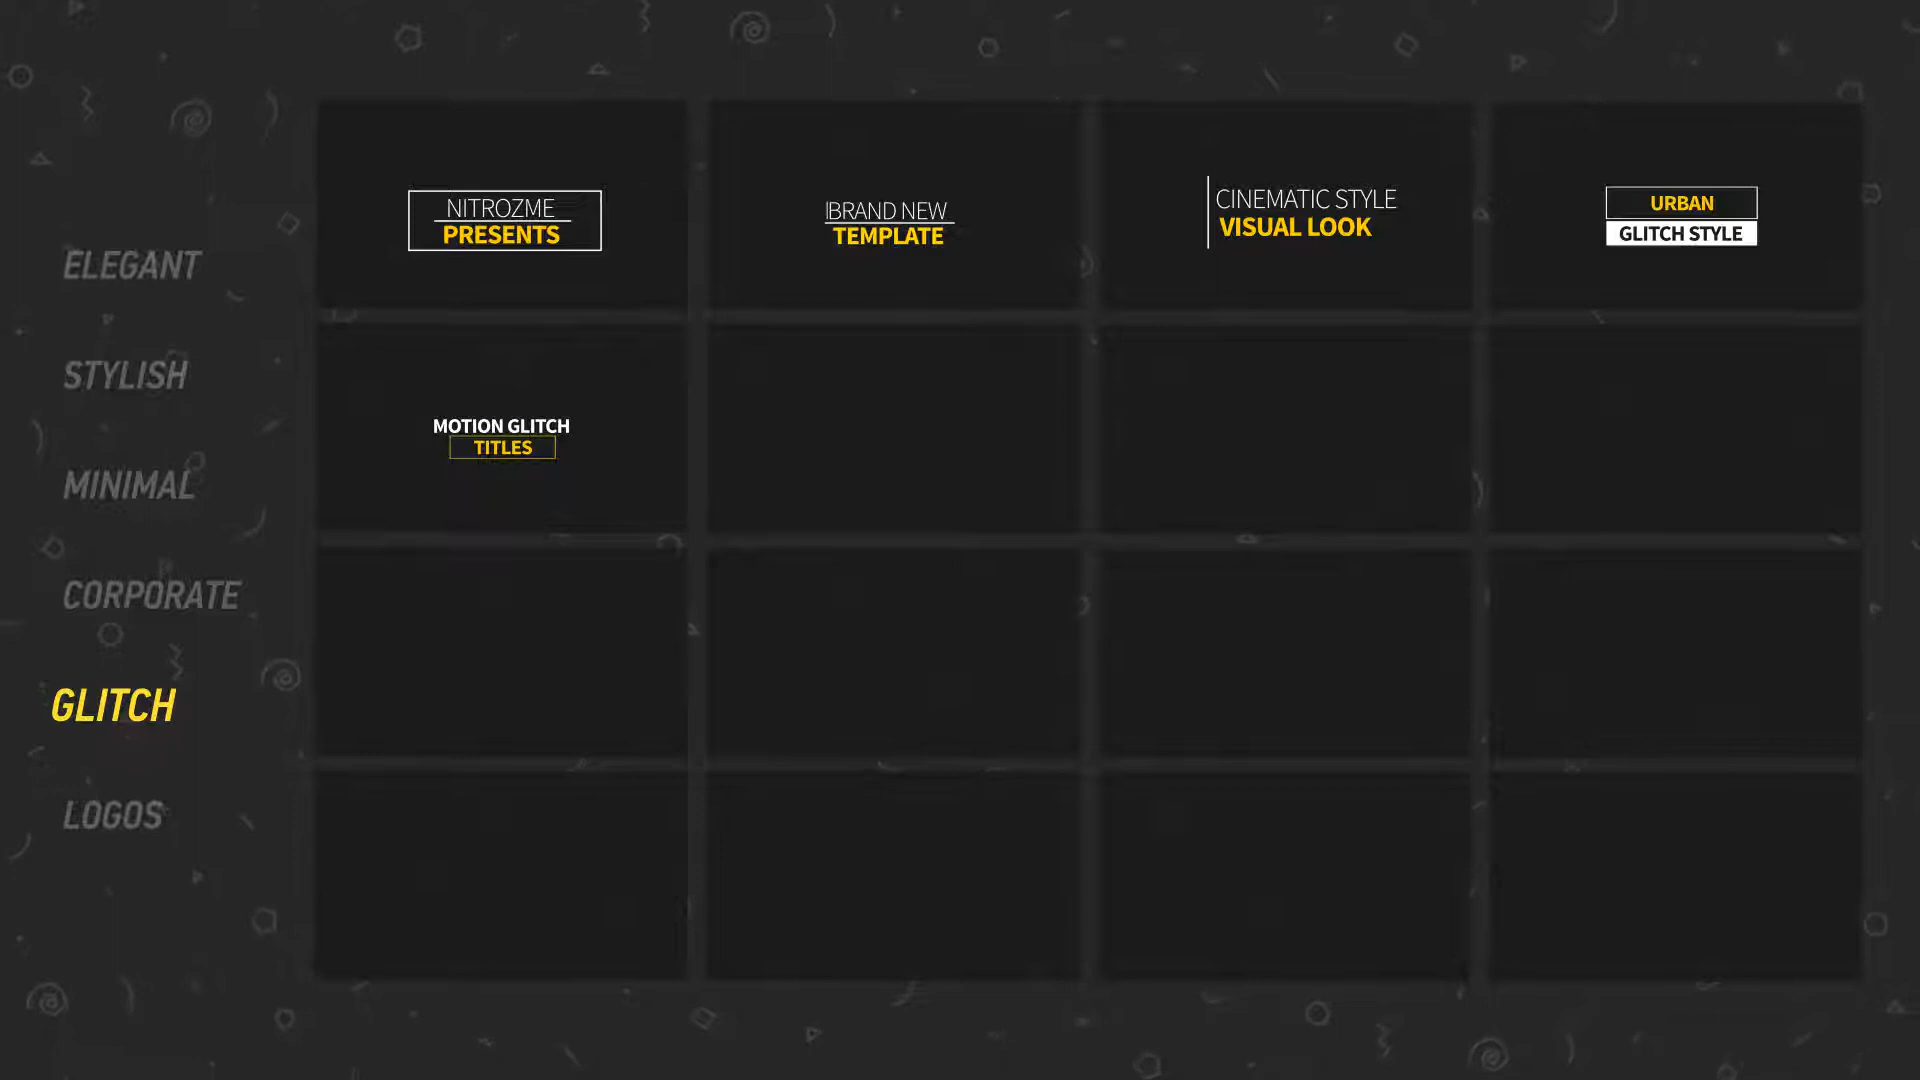 ELEGANT
STYLISH
MINIMAL
CORPORATE
GLITCH
LOGOS
NITROZME
PRESENTS
BRAND NEW
TEMPLATE
CINEMATIC STYLE
VISUAL LOOK
URBAN
GLITCH STYLE
MOTION GLITCH
TITLES